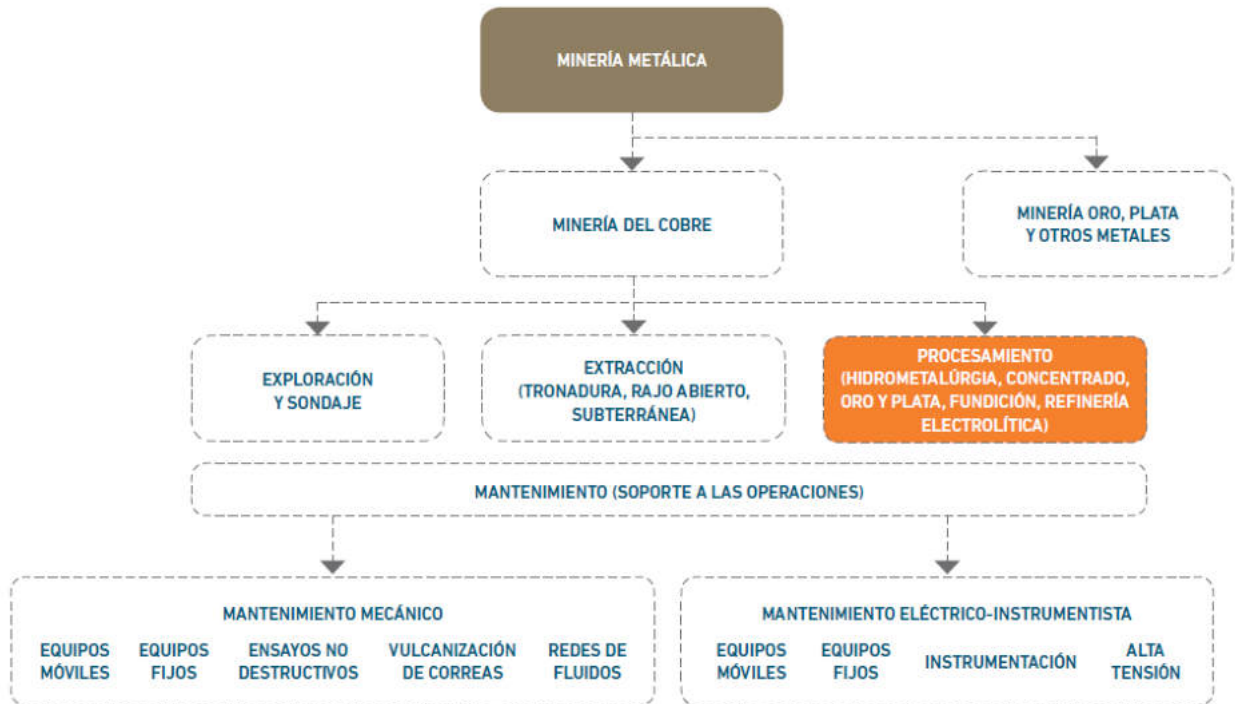 MINERÍA METÁLICA
MINERÍA DEL COBRE
MINERÍA ORO, PLATA
Y OTROS METALES
EXPLORACIÓN
Y SONDAJE
EXTRACCIÓN
(TRONADURA, RAJO ABIERTO,
SUBTERRÁNEA)
PROCESAMIENTO
(HIDROMETALÚRGIA, CONCENTRADO,
ORO Y PLATA, FUNDICIÓN, REFINERÍA
ELECTROLÍTICA)
MANTENIMIENTO (SOPORTE A LAS OPERACIONES)
MANTENIMIENTO MECÁNICO
EQUIPOS
MÓVILES
EQUIPOS
FIJOS
ENSAYOS NO
DESTRUCTIVOS
VULCANIZACIÓN
DE CORREAS
REDES DE
FLUIDOS
MANTENIMIENTO ELÉCTRICO-INSTRUMENTISTA
EQUIPOS
MÓVILES
EQUIPOS
FIJOS
INSTRUMENTACIÓN
ALTA
TENSIÓN